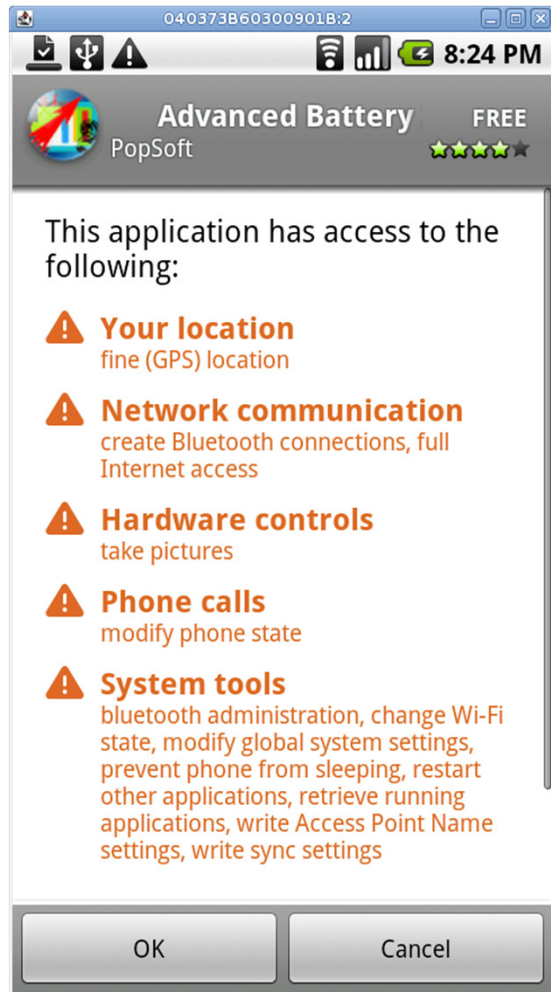 040373B60300901B:2
8:24 PM
Advanced Battery
FREE
PopSoft
This application has access to the
following:
Your location
fine (GPS) location
Network communication
create Bluetooth connections, full
Internet access
Hardware controls
take pictures
Phone calls
modify phone state
System tools
bluetooth administration, change Wi-Fi
state, modify global system settings,
prevent phone from sleeping, restart
other applications, retrieve running
applications, write Access Point Name
settings, write sync settings
OK
Cancel